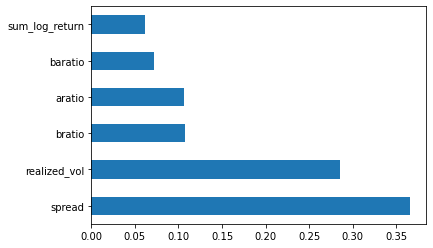 sum_log_return
baratio
aratio
bratio
realized_vol
spread
0.00 0.05 0.10 0.15 0.20 0.25 0.30 0.35